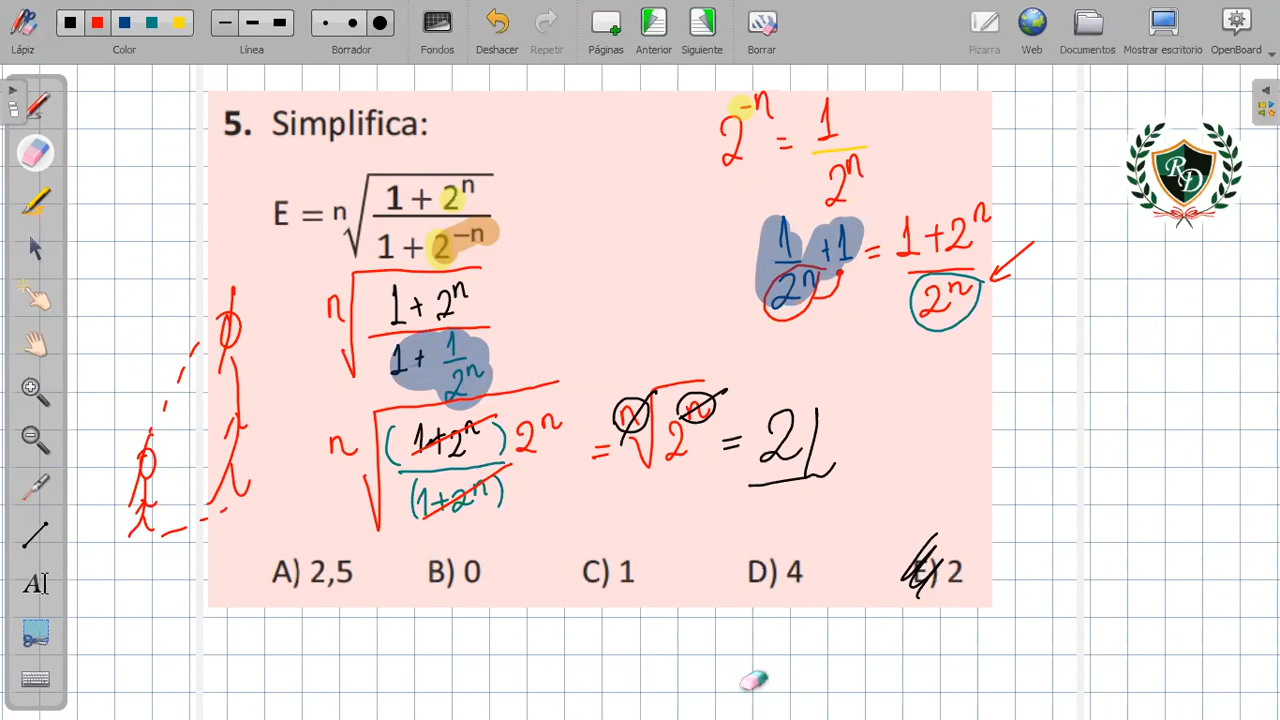 Lápiz
Color
Línea
Borrador
Fondos
Deshacer
Repetir
Páginas
Anterior
Siguiente
Borrar
Pizarra
Web
Documentos
Mostrar escritorio
OpenBoard
5. Simplifica:
E = ⁿ√((1 + 2ⁿ)/(1 + 2⁻ⁿ))
2⁻ⁿ = 1/2ⁿ
1/2ⁿ + 1 = (1 + 2ⁿ)/2ⁿ
ⁿ√((1 + 2ⁿ)/(1 + 1/2ⁿ))
ⁿ√((1+2ⁿ) 2ⁿ/(1+2ⁿ)) = ⁿ√2ⁿ = 2
A) 2,5 B) 0 C) 1 D) 4 E) 2
RD
AI